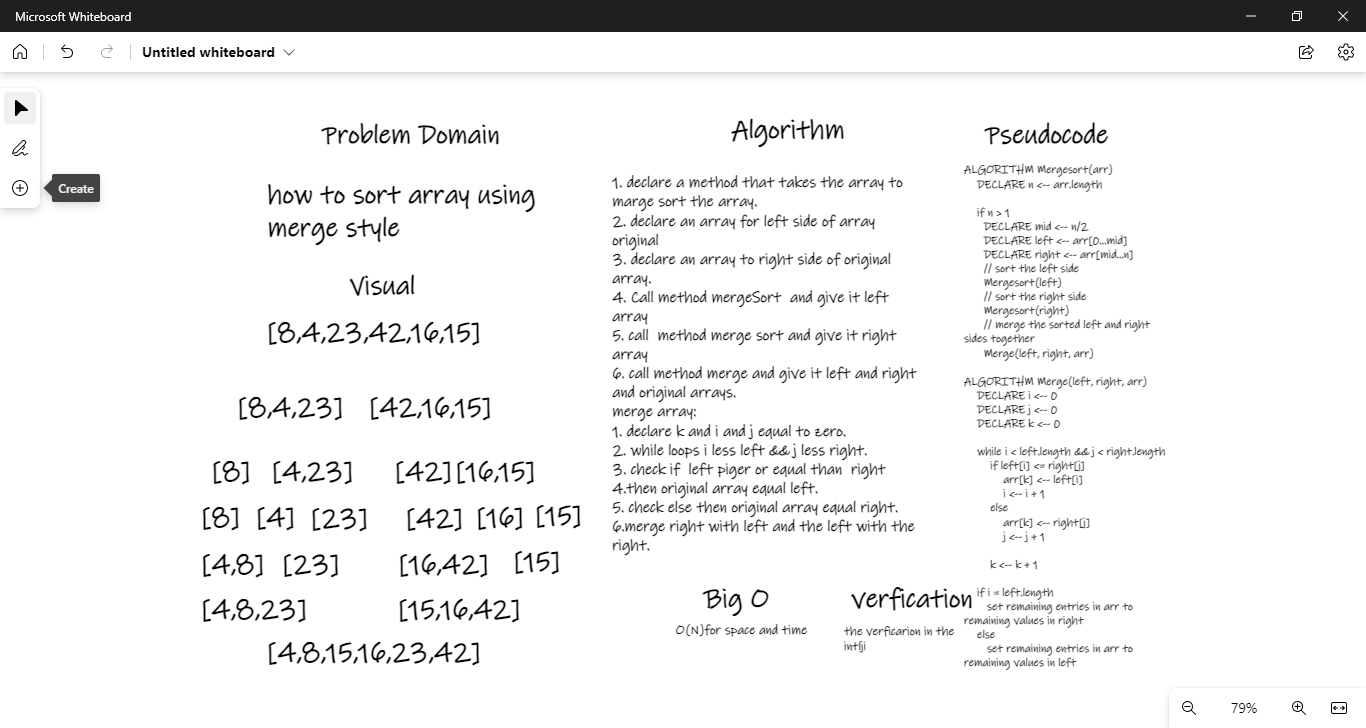 Microsoft Whiteboard
Untitled whiteboard
Create
Problem Domain
how to sort array using
merge style
Visual
[8,4,23,42,16,15]
[8,4,23] [42,16,15]
[8] [4,23] [42][16,15]
[8] [4] [23] [42] [16] [15]
[4,8] [23] [16,42] [15]
[4,8,23] [15,16,42]
[4,8,15,16,23,42]
Algorithm
1. declare a method that takes the array to
marge sort the array.
2. declare an array for left side of array
original
3. declare an array to right side of original
array.
4. Call method mergeSort and give it left
array
5. call method merge sort and give it right
array
6. call method merge and give it left and right
and original arrays.
merge array:
1. declare k and i and j equal to zero.
2. while loops i less left && j less right.
3. check if left piger or equal than right
4.then original array equal left.
5. check else then original array equal right.
6.merge right with left and the left with the
right.
Big O
O(N)for space and time
verfication
the verficarion in the
intlji
Pseudocode
ALGORITHM Mergesort(arr)
DECLARE n <-- arr.length
if n > 1
DECLARE mid <-- n/2
DECLARE left <-- arr[0...mid]
DECLARE right <-- arr[mid...n]
// sort the left side
Mergesort(left)
// sort the right side
Mergesort(right)
// merge the sorted left and right
sides together
Merge(left, right, arr)
ALGORITHM Merge(left, right, arr)
DECLARE i <-- 0
DECLARE j <-- 0
DECLARE k <-- 0
while i < left.length && j < right.length
if left[i] <= right[j]
arr[k] <-- left[i]
i <-- i + 1
else
arr[k] <-- right[j]
j <-- j + 1
k <-- k + 1
if i = left.length
set remaining entries in arr to
remaining values in right
else
set remaining entries in arr to
remaining values in left
79%